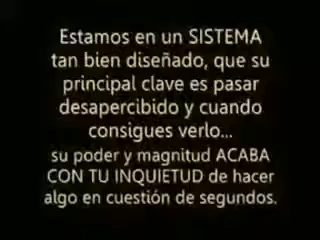 Estamos en un SISTEMA
tan bien diseñado, que su
principal clave es pasar
desapercibido y cuando
consigues verlo...
su poder y magnitud ACABA
CON TU INQUIETUD de hacer
algo en cuestión de segundos.